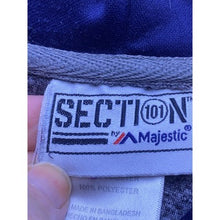 SECTION 101
by Majestic®
100% POLYESTER
MADE IN BANGLADESH